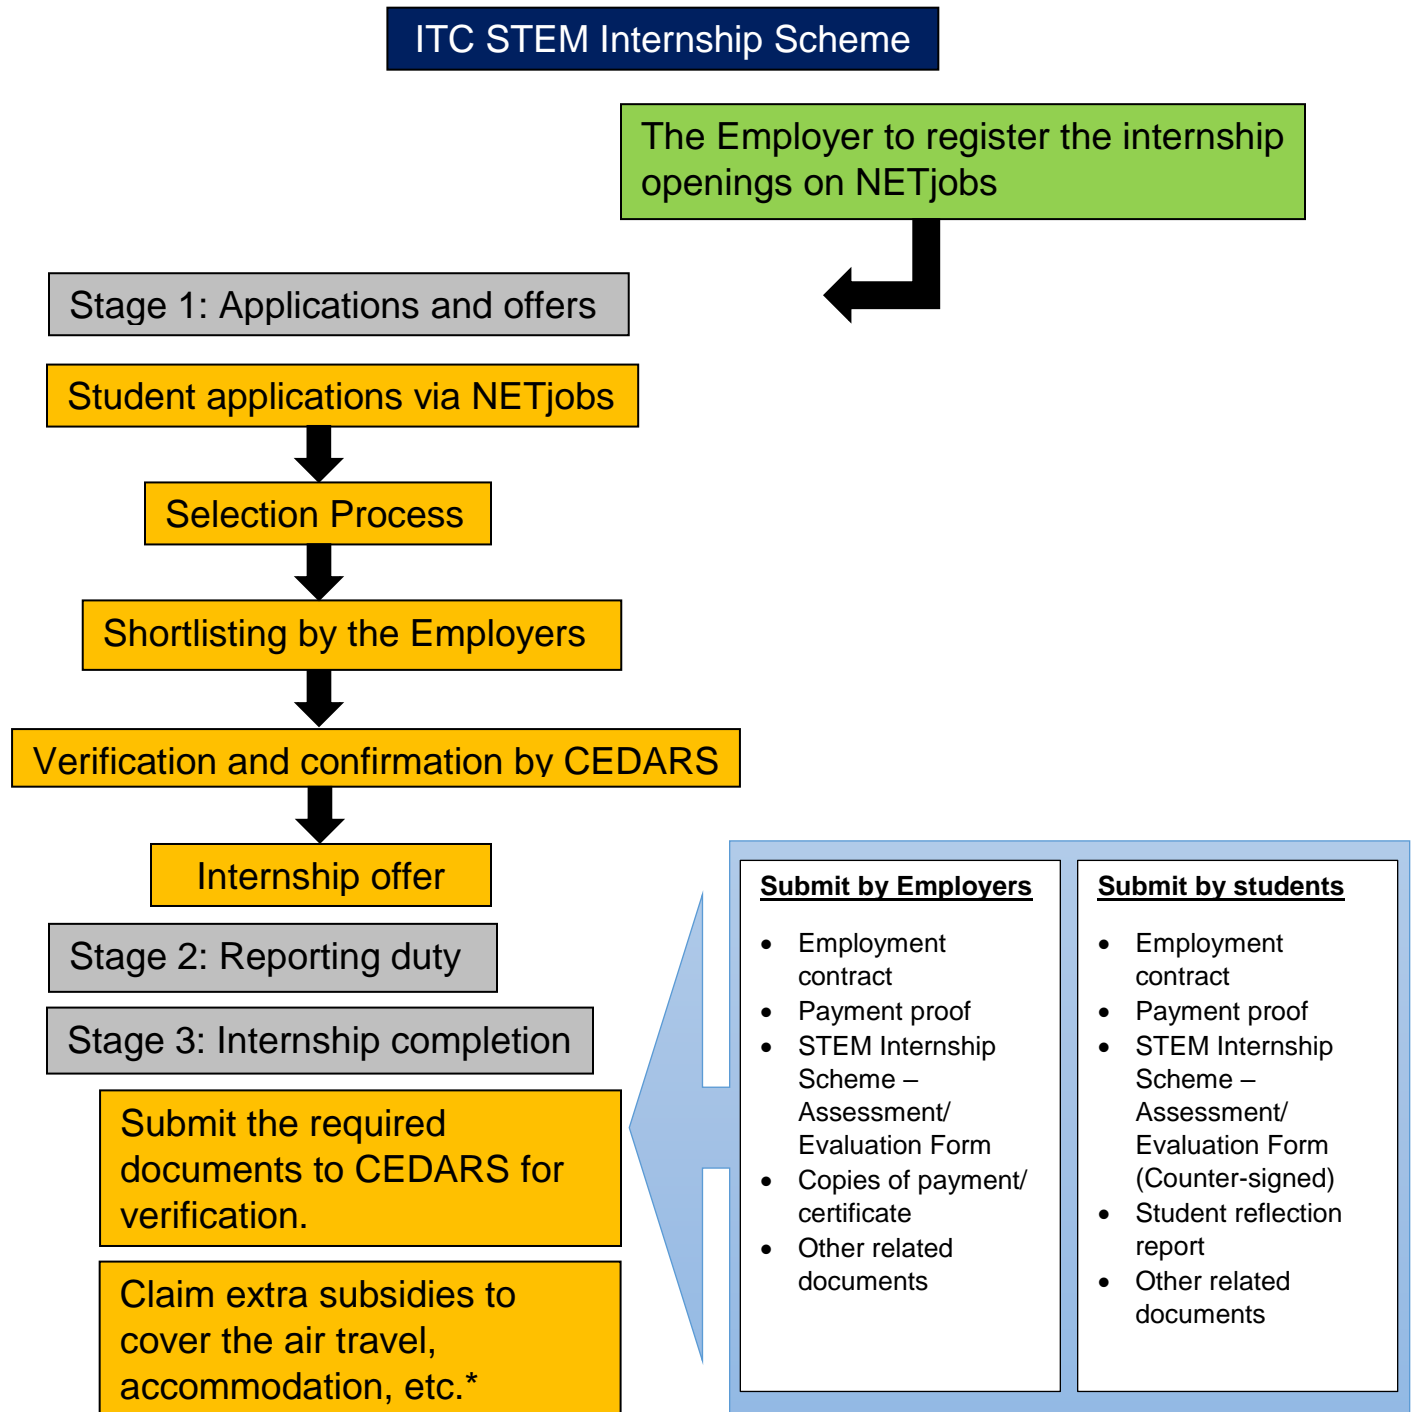 ITC STEM Internship Scheme
The Employer to register the internship
openings on NETjobs
Stage 1: Applications and offers
Student applications via NETjobs
Selection Process
Shortlisting by the Employers
Verification and confirmation by CEDARS
Internship offer
Stage 2: Reporting duty
Stage 3: Internship completion
Submit the required
documents to CEDARS for
verification.
Claim extra subsidies to
cover the air travel,
accommodation, etc.*
Submit by Employers
• Employment
contract
• Payment proof
• STEM Internship
Scheme –
Assessment/
Evaluation Form
• Copies of payment/
certificate
• Other related
documents
Submit by students
• Employment
contract
• Payment proof
• STEM Internship
Scheme –
Assessment/
Evaluation Form
(Counter-signed)
• Student reflection
report
• Other related
documents